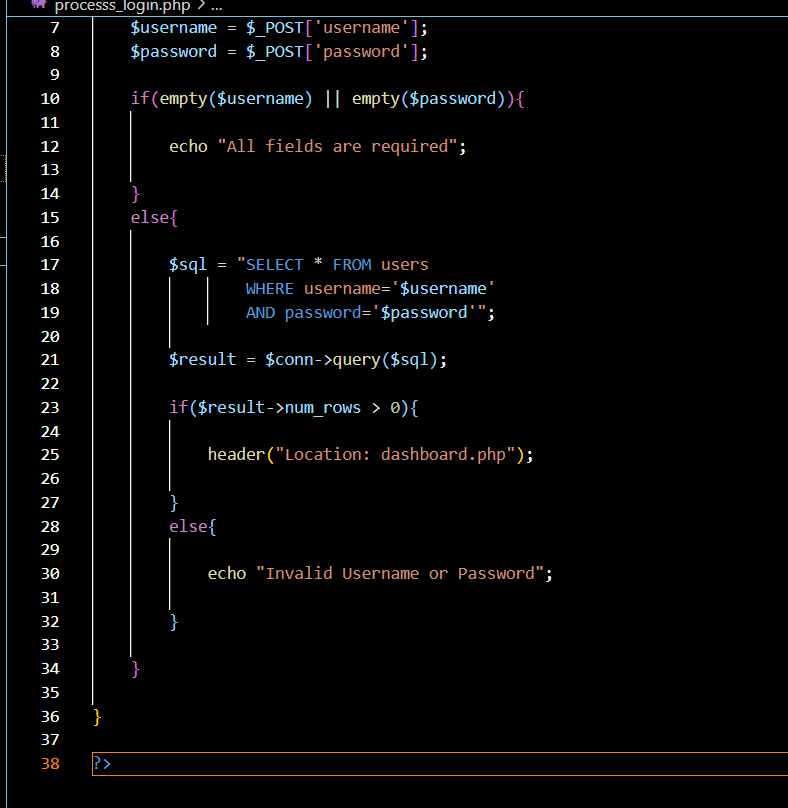 processs_login.php > ...
7 $username = $_POST['username'];
8 $password = $_POST['password'];
9
10 if(empty($username) || empty($password)){
11
12 echo "All fields are required";
13
14 }
15 else{
16
17 $sql = "SELECT * FROM users
18 WHERE username='$username'
19 AND password='$password'";
20
21 $result = $conn->query($sql);
22
23 if($result->num_rows > 0){
24
25 header("Location: dashboard.php");
26
27 }
28 else{
29
30 echo "Invalid Username or Password";
31
32 }
33
34 }
35
36 }
37
38 ?>